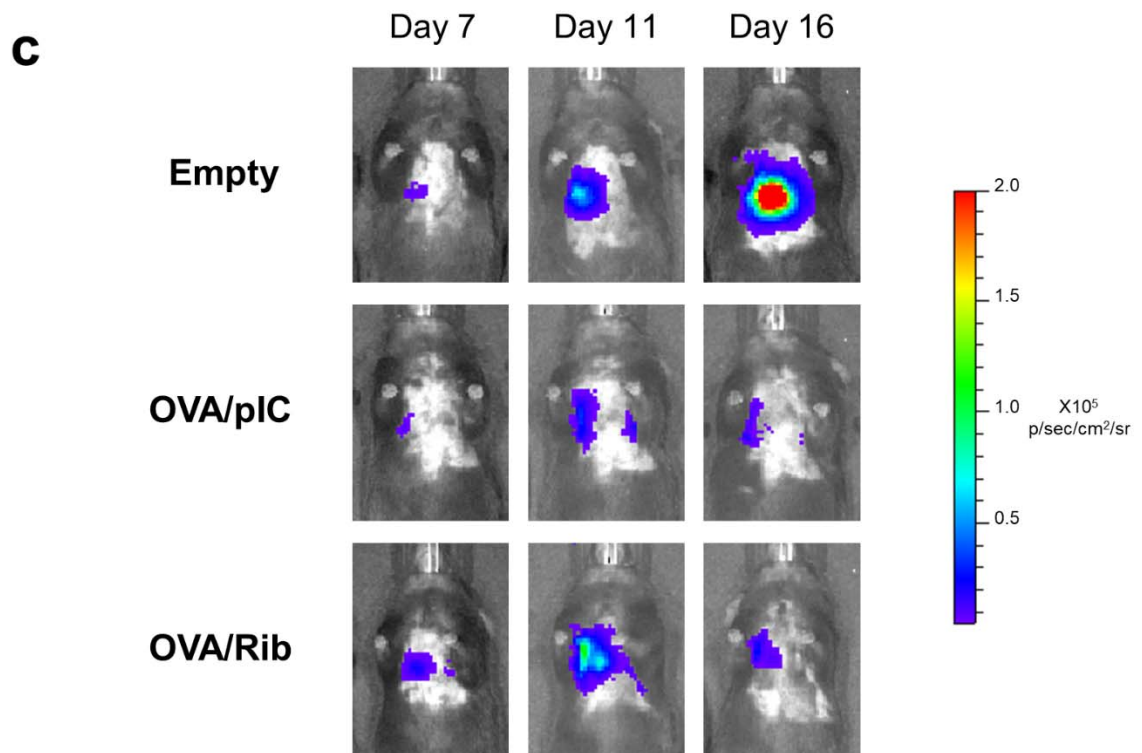 c
Day 7 Day 11 Day 16
Empty
OVA/pIC
OVA/Rib
2.0
1.5
1.0
0.5
X10⁵
p/sec/cm²/sr